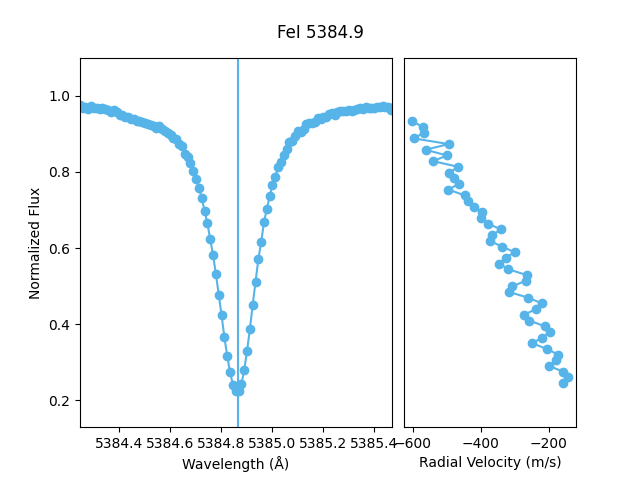 FeI 5384.9
Normalized Flux
1.0
0.8
0.6
0.4
0.2
5384.4 5384.6 5384.8 5385.0 5385.2 5385.4
Wavelength (Å)
−600 −400 −200
Radial Velocity (m/s)